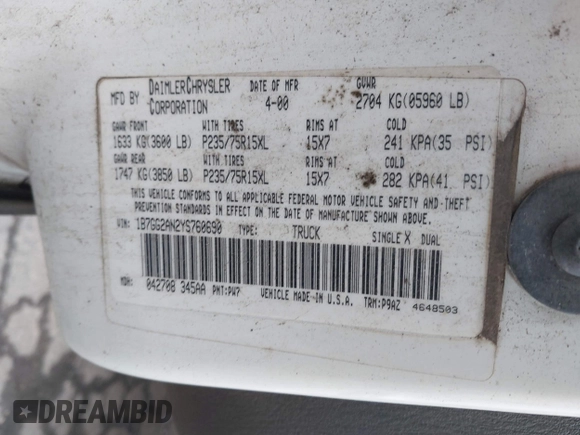 MFD BY DAIMLERCHRYSLER CORPORATION DATE OF MFR 4-00 GVWR 2704 KG(05960 LB)
GAWR FRONT WITH TIRES RIMS AT COLD
1633 KG(3600 LB) P235/75R15XL 15X7 241 KPA(35 PSI)
GAWR REAR WITH TIRES RIMS AT COLD
1747 KG(3850 LB) P235/75R15XL 15X7 282 KPA(41 PSI)
THIS VEHICLE CONFORMS TO ALL APPLICABLE FEDERAL MOTOR VEHICLE SAFETY AND THEFT
PREVENTION STANDARDS IN EFFECT ON THE DATE OF MANUFACTURE SHOWN ABOVE.
VIN: 1B7GG2AN2YS760690 TYPE: TRUCK SINGLE X DUAL
MDH: 042708 345AA PNT:PW7 VEHICLE MADE IN U.S.A. TRM:P9AZ 4648503
DREAMBID